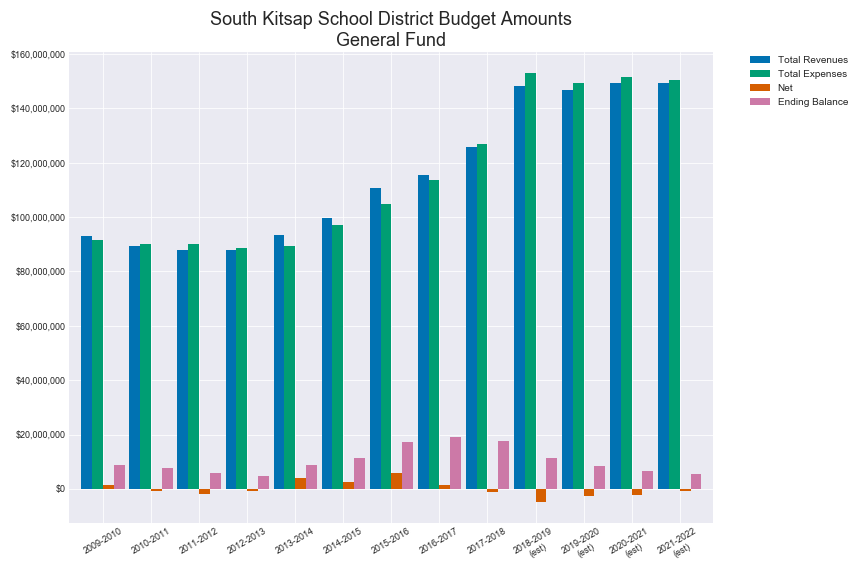 South Kitsap School District Budget Amounts
General Fund
$160,000,000
$140,000,000
$120,000,000
$100,000,000
$80,000,000
$60,000,000
$40,000,000
$20,000,000
$0
2009-2010
2010-2011
2011-2012
2012-2013
2013-2014
2014-2015
2015-2016
2016-2017
2017-2018
2018-2019
(est)
2019-2020
(est)
2020-2021
(est)
2021-2022
(est)
Total Revenues
Total Expenses
Net
Ending Balance